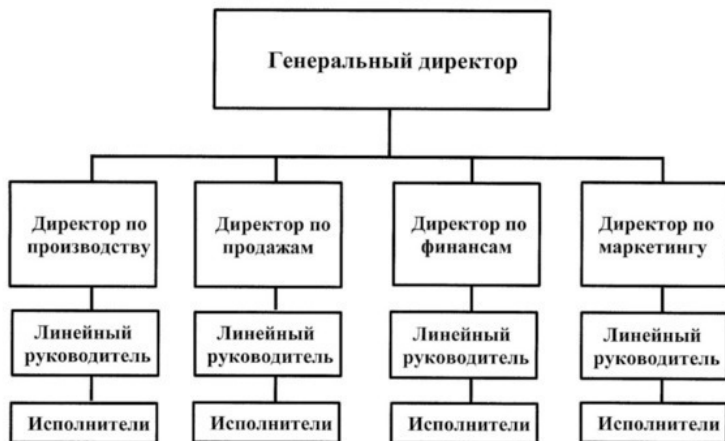 Генеральный директор
Директор по
производству
Директор по
продажам
Директор по
финансам
Директор по
маркетингу
Линейный
руководитель
Линейный
руководитель
Линейный
руководитель
Линейный
руководитель
Исполнители
Исполнители
Исполнители
Исполнители